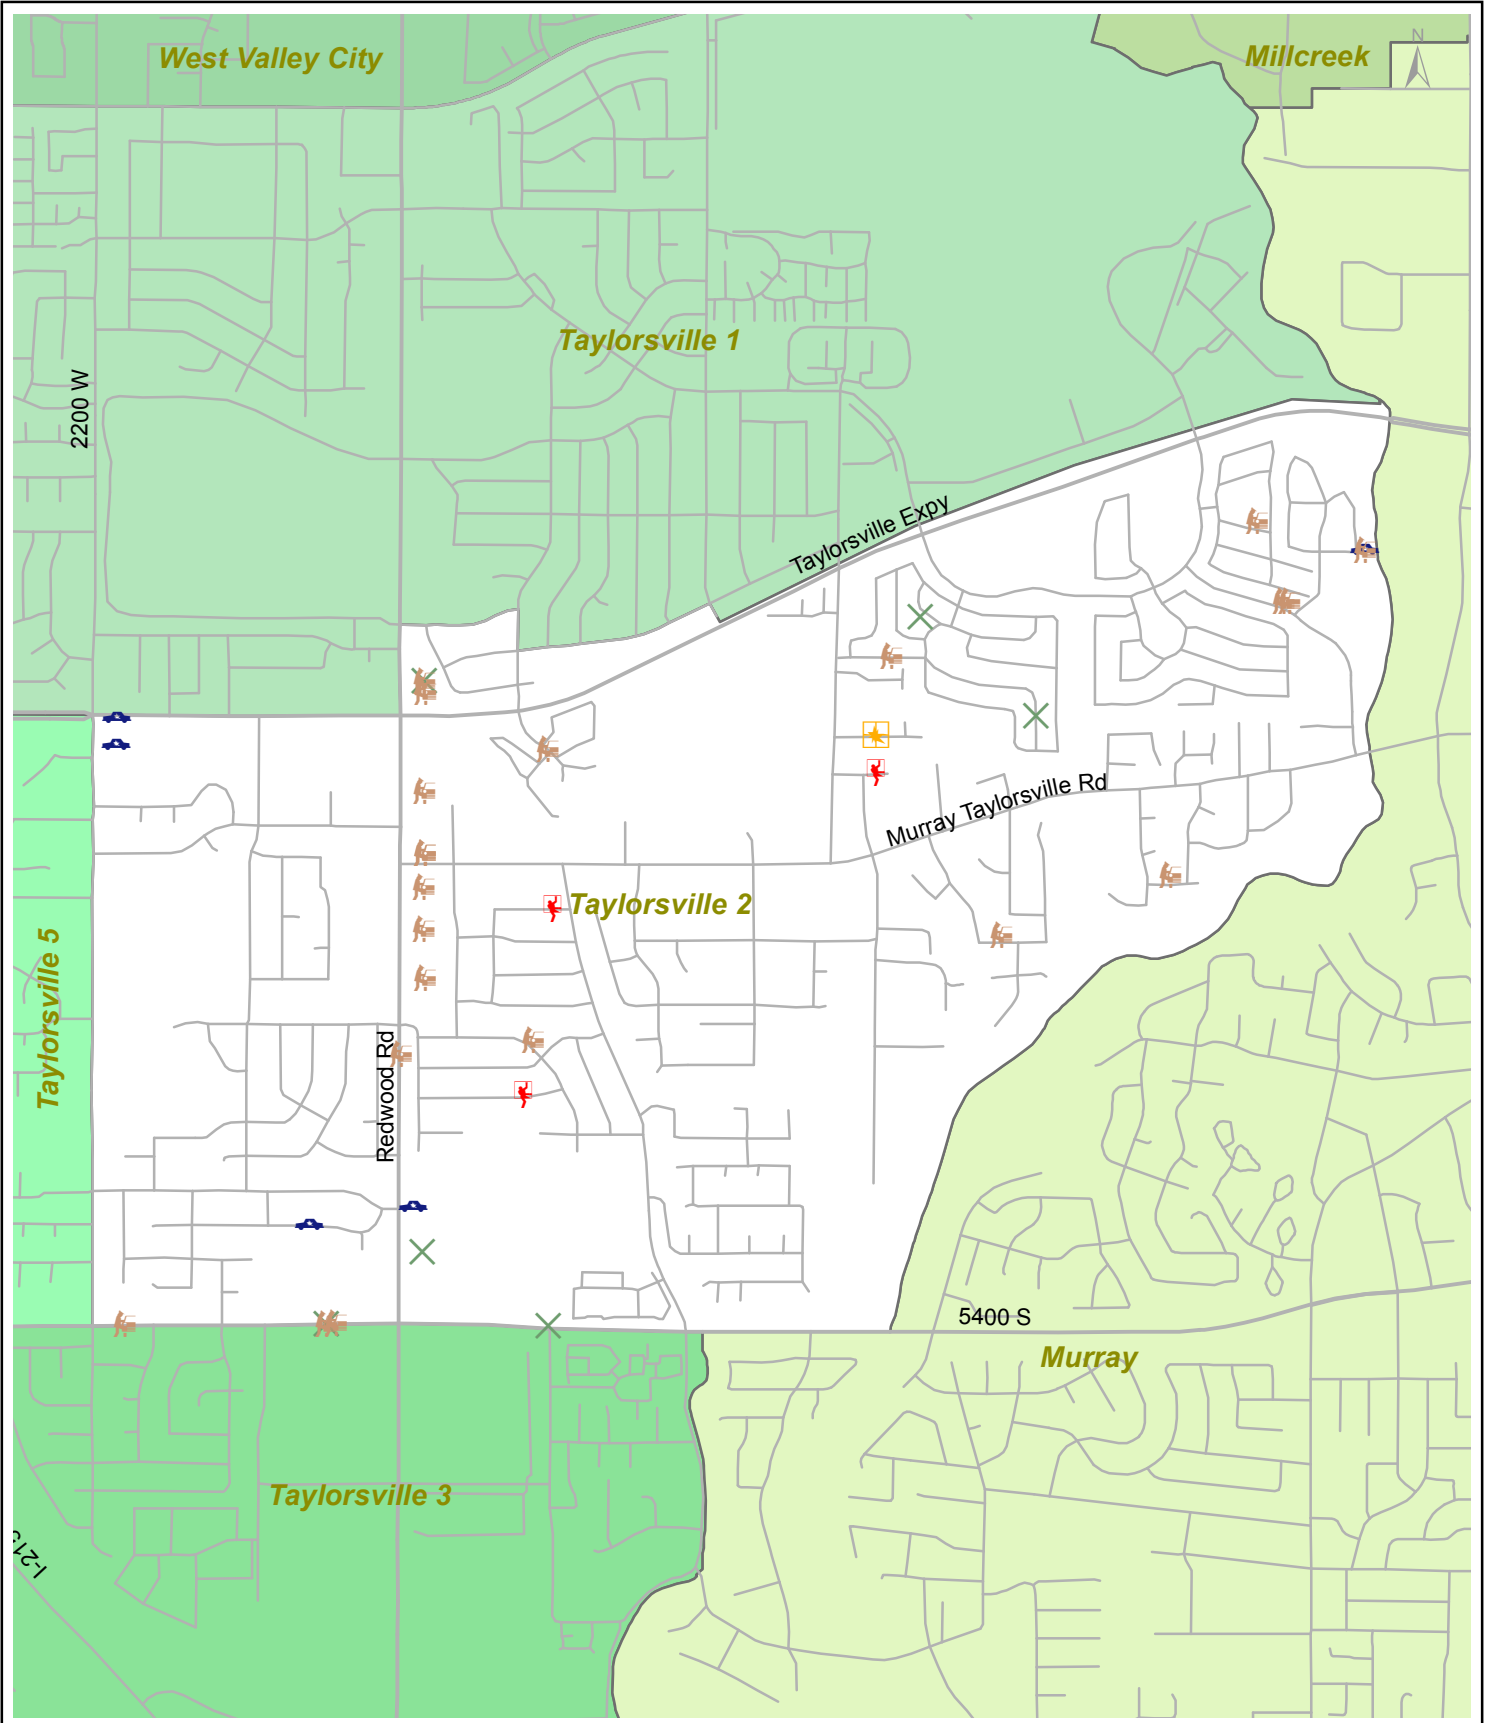 West Valley City
Millcreek
N
Taylorsville 1
2200 W
Taylorsville Expy
Murray Taylorsville Rd
Taylorsville 2
Taylorsville 5
Redwood Rd
5400 S
Murray
Taylorsville 3
I-215